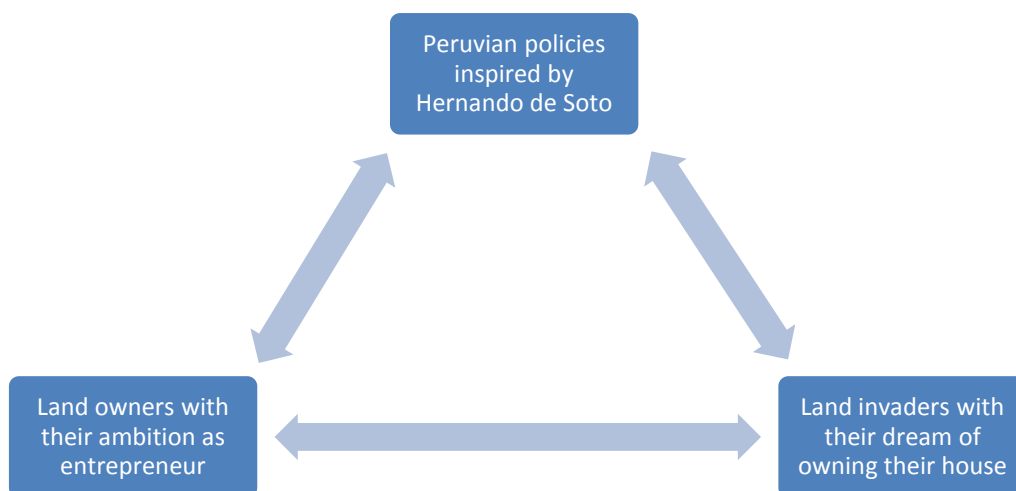 Peruvian policies
inspired by
Hernando de Soto
Land owners with
their ambition as
entrepreneur
Land invaders with
their dream of
owning their house